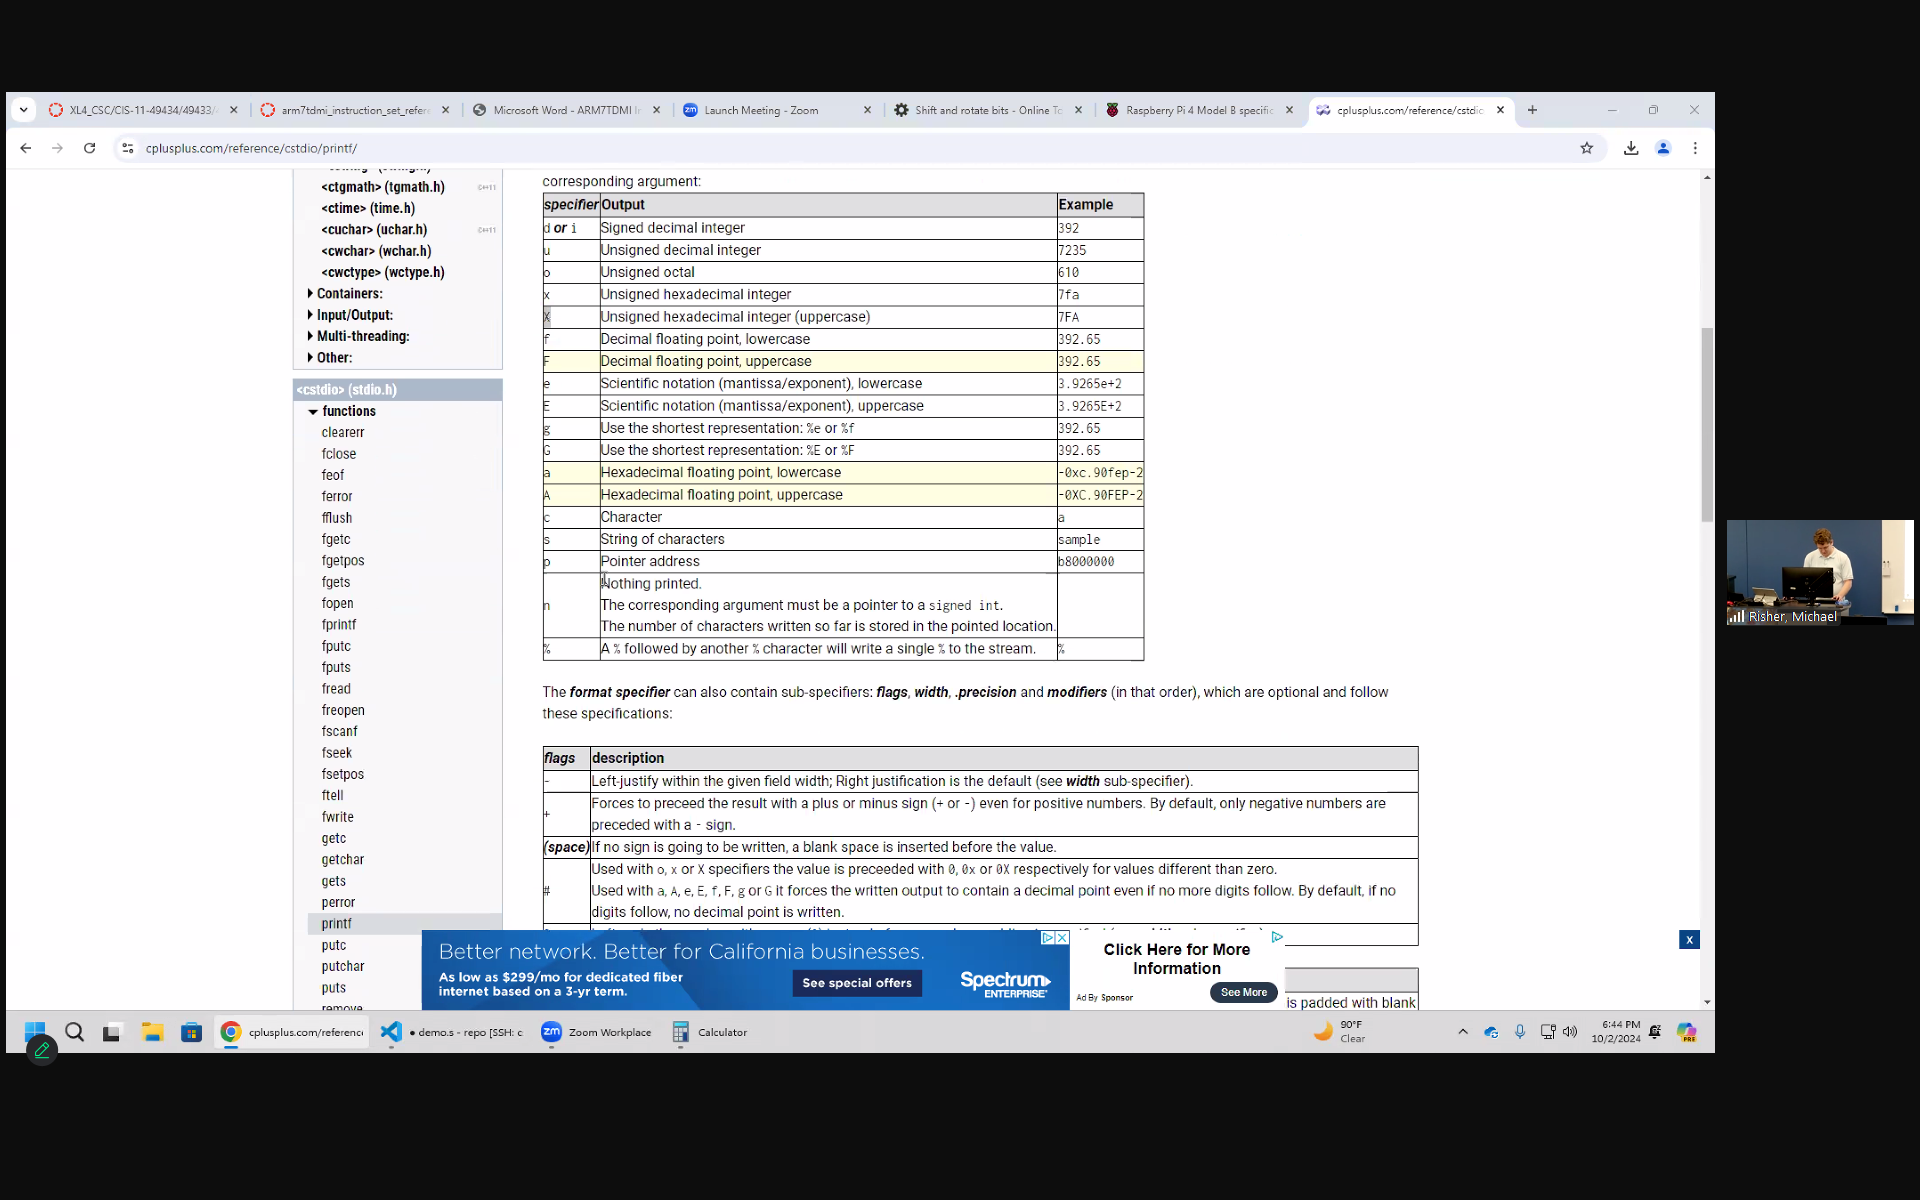 XL4_CSC/CIS-11-49434/49433/
arm7tdmi_instruction_set_refere
Microsoft Word - ARM7TDMI In
Launch Meeting - Zoom
Shift and rotate bits - Online To
Raspberry Pi 4 Model B specific
cplusplus.com/reference/cstdio
cplusplus.com/reference/cstdio/printf/
<ctgmath> (tgmath.h) C++11
<ctime> (time.h)
<cuchar> (uchar.h) C++11
<cwchar> (wchar.h)
<cwctype> (wctype.h)
Containers:
Input/Output:
Multi-threading:
Other:
<cstdio> (stdio.h)
functions
clearerr
fclose
feof
ferror
fflush
fgetc
fgetpos
fgets
fopen
fprintf
fputc
fputs
fread
freopen
fscanf
fseek
fsetpos
ftell
fwrite
getc
getchar
gets
perror
printf
putc
putchar
puts
remove
corresponding argument:
specifier Output Example
d or i Signed decimal integer 392
u Unsigned decimal integer 7235
o Unsigned octal 610
x Unsigned hexadecimal integer 7fa
X Unsigned hexadecimal integer (uppercase) 7FA
f Decimal floating point, lowercase 392.65
F Decimal floating point, uppercase 392.65
e Scientific notation (mantissa/exponent), lowercase 3.9265e+2
E Scientific notation (mantissa/exponent), uppercase 3.9265E+2
g Use the shortest representation: %e or %f 392.65
G Use the shortest representation: %E or %F 392.65
a Hexadecimal floating point, lowercase -0xc.90fep-2
A Hexadecimal floating point, uppercase -0XC.90FEP-2
c Character a
s String of characters sample
p Pointer address b8000000
Nothing printed.
n The corresponding argument must be a pointer to a signed int.
The number of characters written so far is stored in the pointed location.
% A % followed by another % character will write a single % to the stream. %
The format specifier can also contain sub-specifiers: flags, width, .precision and modifiers (in that order), which are optional and follow
these specifications:
flags description
- Left-justify within the given field width; Right justification is the default (see width sub-specifier).
+ Forces to preceed the result with a plus or minus sign (+ or -) even for positive numbers. By default, only negative numbers are
preceded with a - sign.
(space) If no sign is going to be written, a blank space is inserted before the value.
Used with o, x or X specifiers the value is preceeded with 0, 0x or 0X respectively for values different than zero.
# Used with a, A, e, E, f, F, g or G it forces the written output to contain a decimal point even if no more digits follow. By default, if no
digits follow, no decimal point is written.
is padded with blank
Better network. Better for California businesses.
As low as $299/mo for dedicated fiber
internet based on a 3-yr term.
See special offers
Spectrum
ENTERPRISE
Click Here for More
Information
Ad By Sponsor
See More
X
Risher, Michael
cplusplus.com/reference
demo.s - repo [SSH: c
zm
Zoom Workplace
Calculator
90°F
Clear
6:44 PM
10/2/2024
PRE